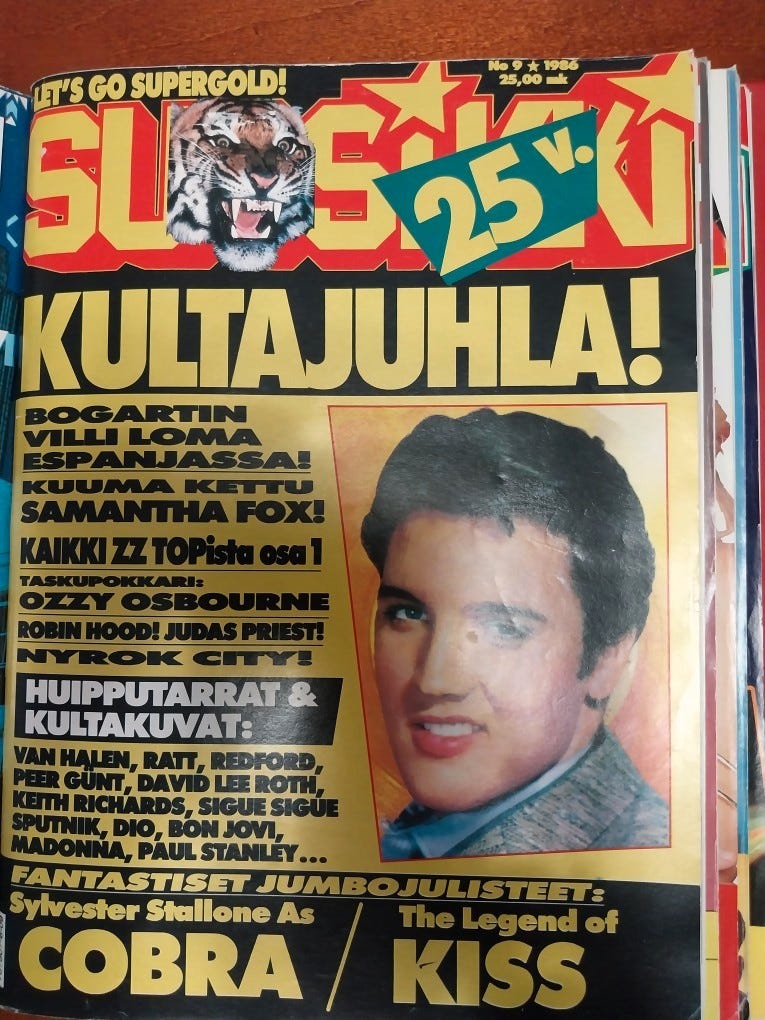 No 9 ★ 1986
25,00 mk
LET'S GO SUPERGOLD!
SUOSIKKI
25 v.
KULTAJUHLA!
BOGARTIN
VILLI LOMA
ESPANJASSA!
KUUMA KETTU
SAMANTHA FOX!
KAIKKI ZZ TOPista osa 1
TASKUPOKKARI:
OZZY OSBOURNE
ROBIN HOOD! JUDAS PRIEST!
NYROK CITY!
HUIPPUTARRAT &
KULTAKUVAT:
VAN HALEN, RATT, REDFORD,
PEER GÜNT, DAVID LEE ROTH,
KEITH RICHARDS, SIGUE SIGUE
SPUTNIK, DIO, BON JOVI,
MADONNA, PAUL STANLEY...
FANTASTISET JUMBOJULISTEET:
Sylvester Stallone As
COBRA
The Legend of
KISS